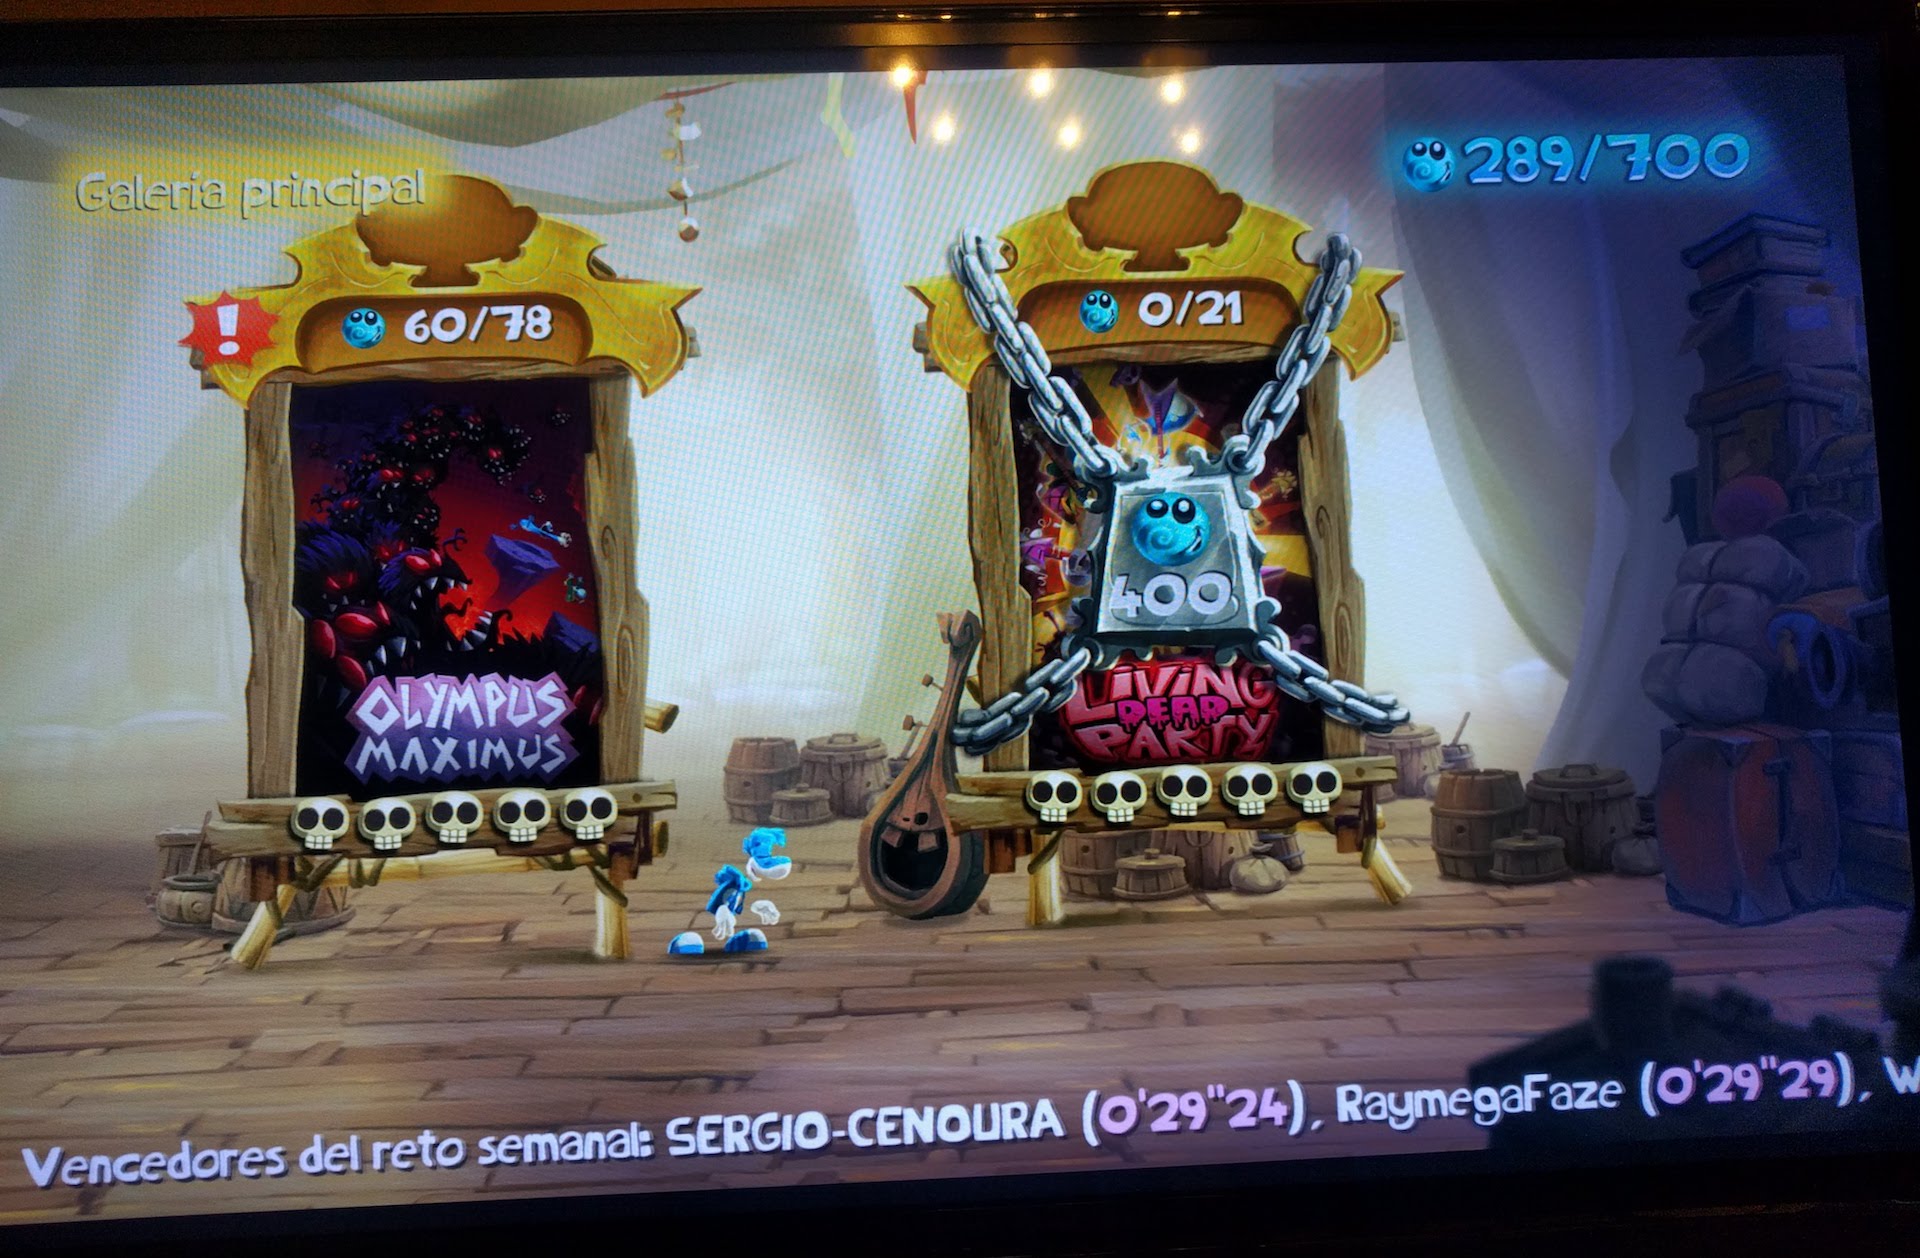 Galería principal
289/700
!
60/78
0/21
400
OLYMPUS
MAXIMUS
LIVING
DEAD
PARTY
Vencedores del reto semanal: SERGIO-CENOURA (0'29"24), RaymegaFaze (0'29"29), W